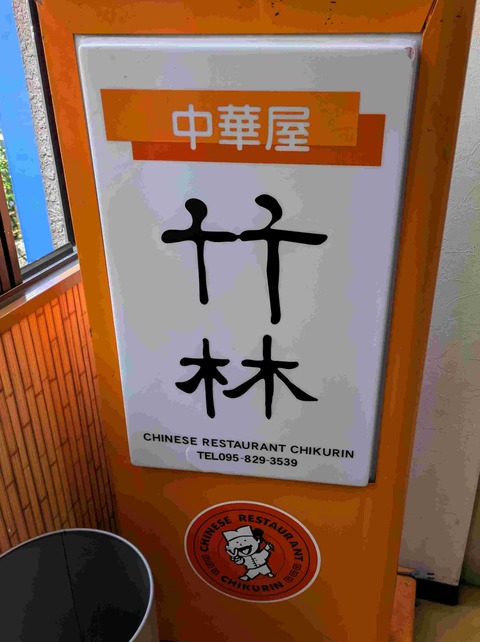 中華屋
竹
林
CHINESE RESTAURANT CHIKURIN
TEL095-829-3539
CHINESE RESTAURANT
CHIKURIN